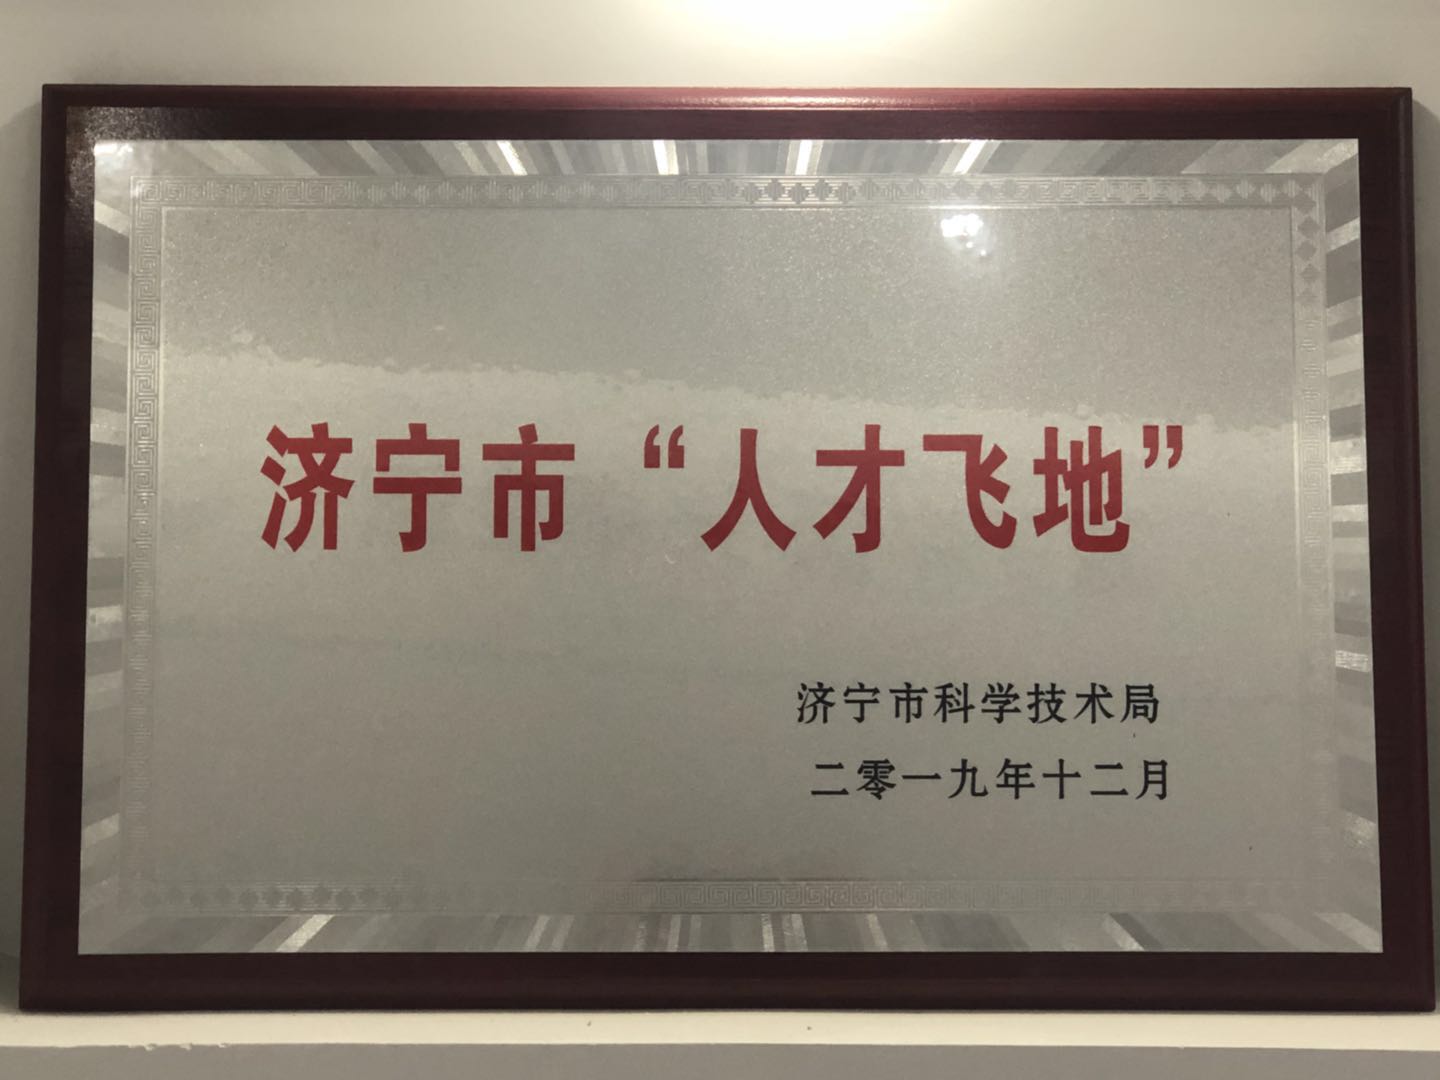 济宁市“人才飞地”
济宁市科学技术局
二零一九年十二月